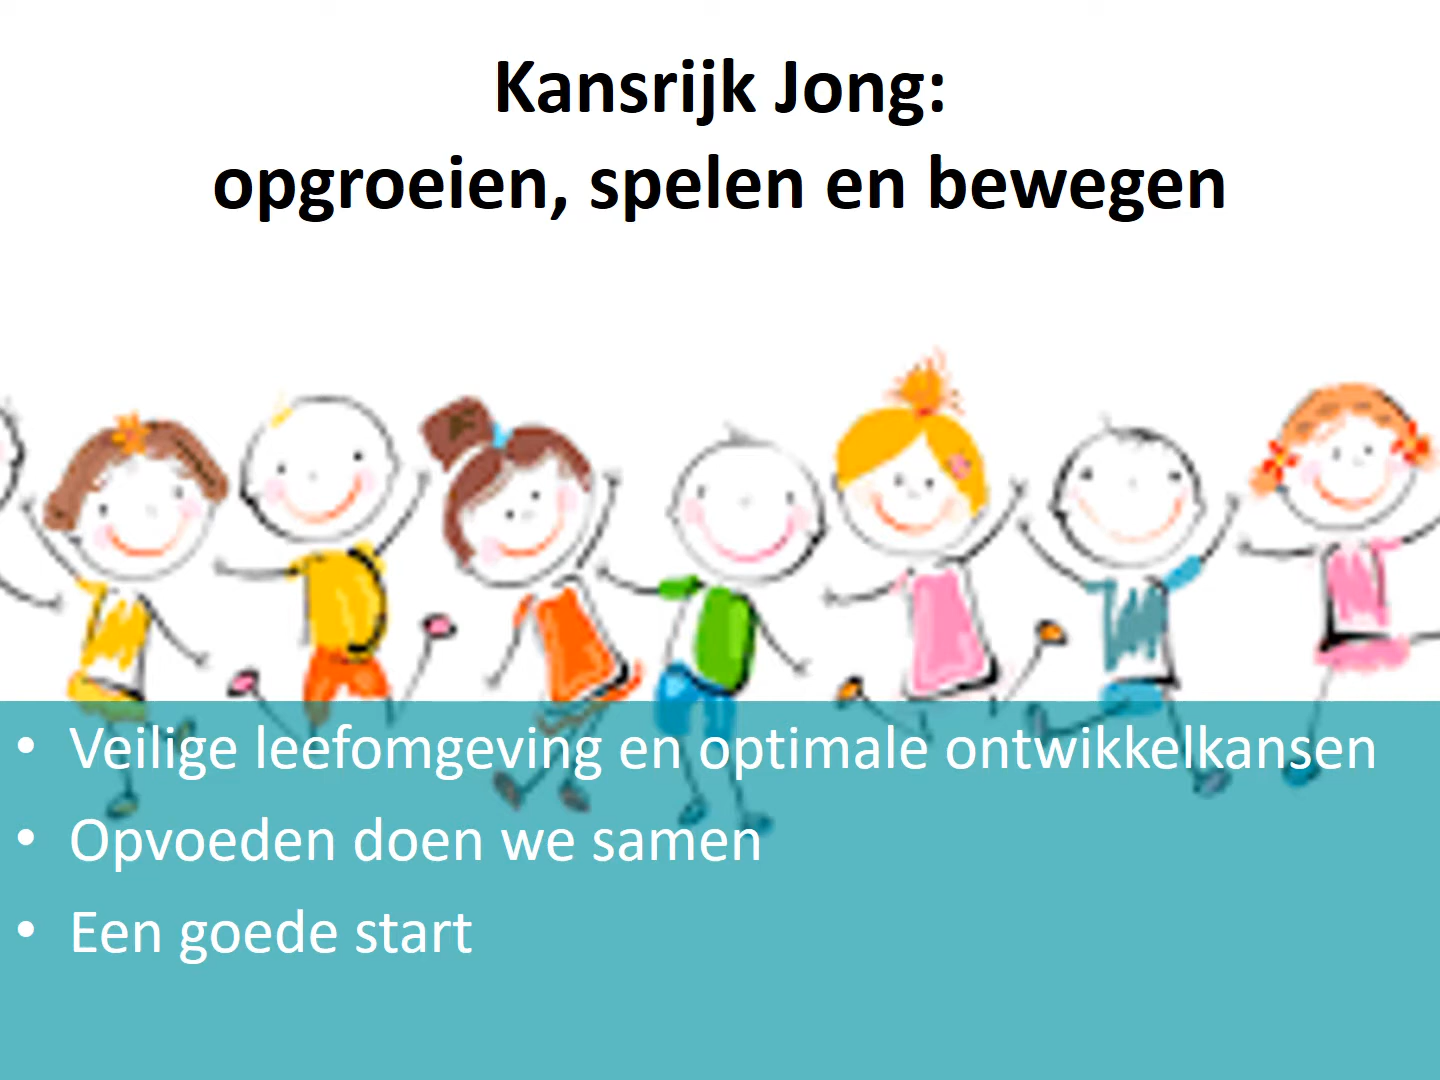 Kansrijk Jong:
opgroeien, spelen en bewegen
• Veilige leefomgeving en optimale ontwikkelkansen
• Opvoeden doen we samen
• Een goede start